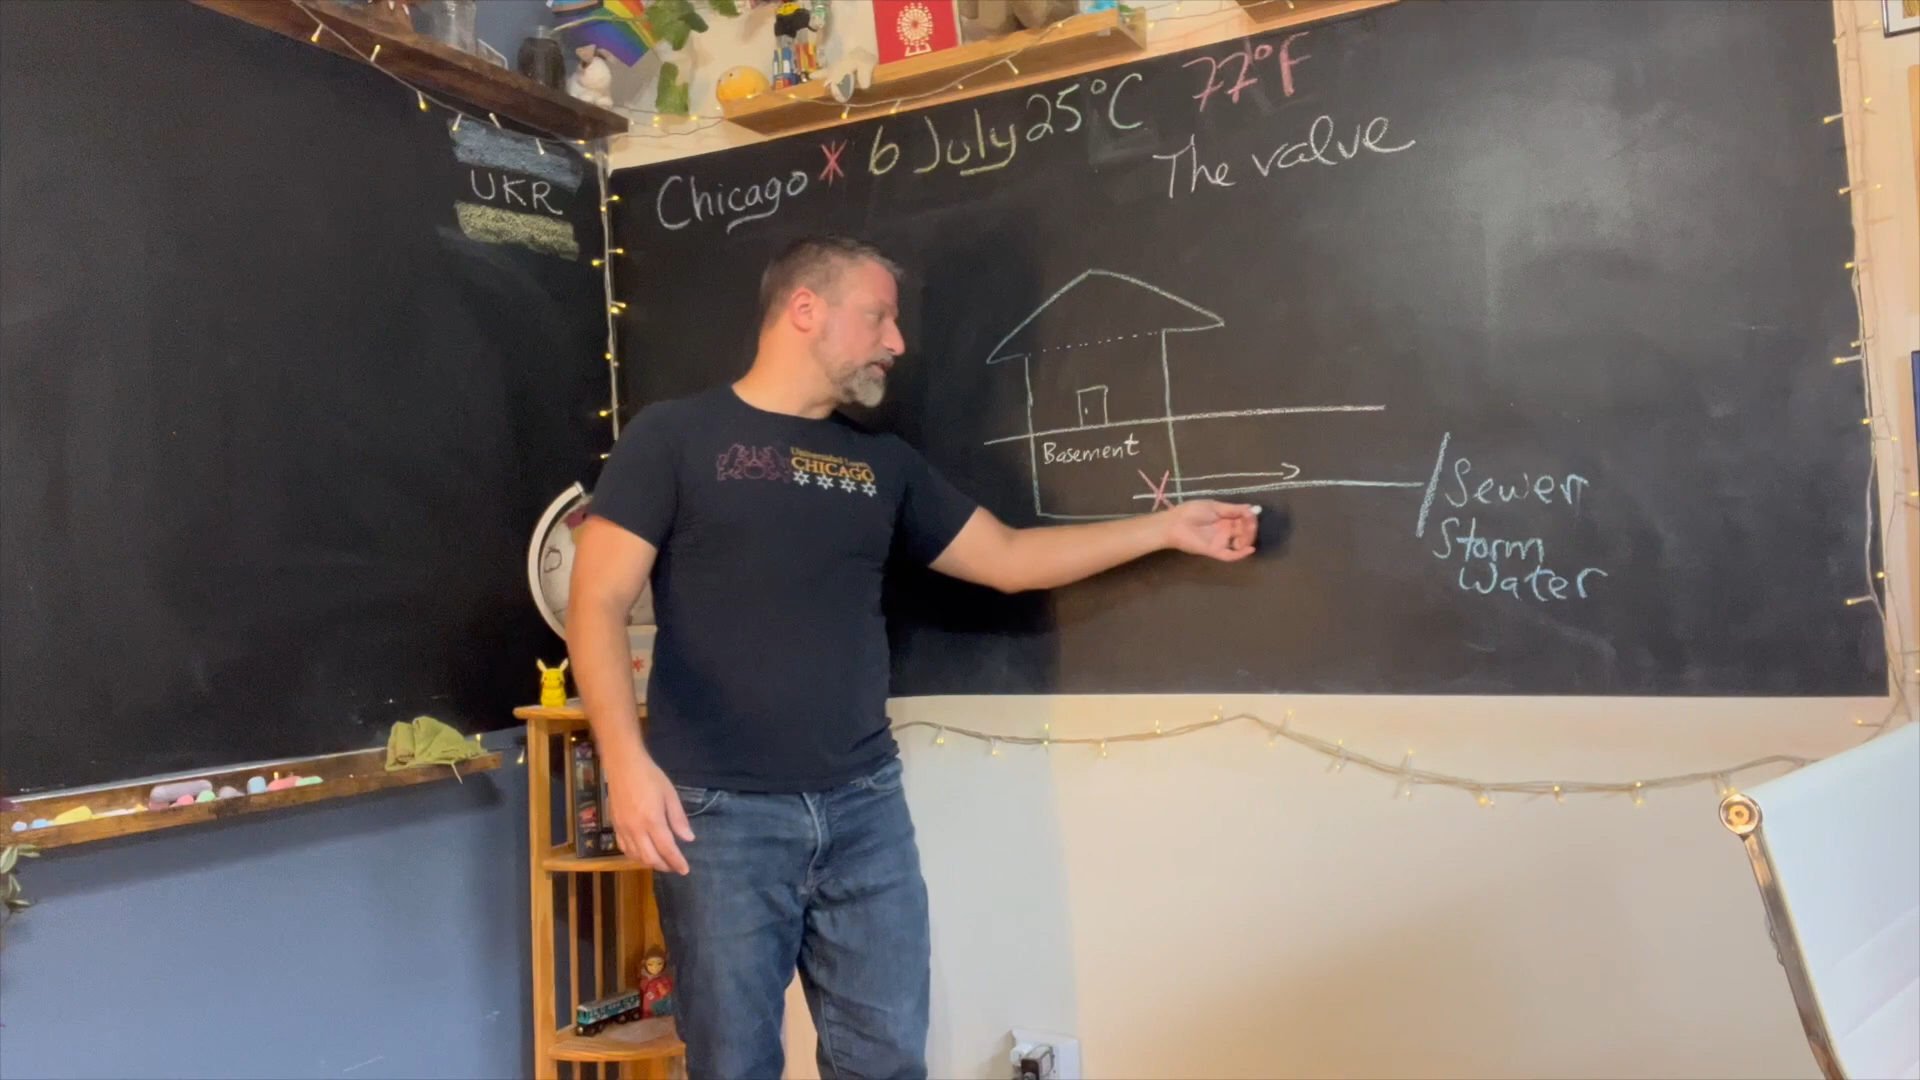 UKR
Chicago * 6 July 25°C 77°F
The valve
Basement
Sewer
Storm
Water
CHICAGO